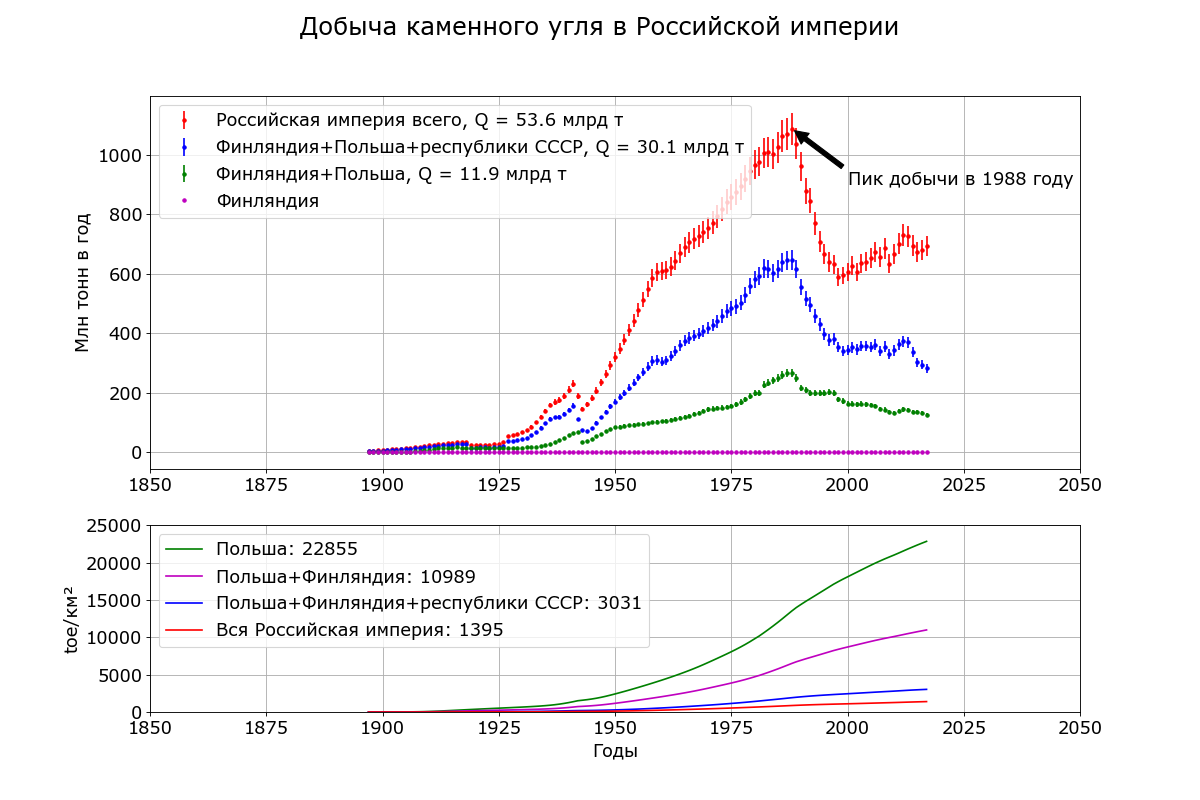 Добыча каменного угля в Российской империи
Российская империя всего, Q = 53.6 млрд т
Финляндия+Польша+республики СССР, Q = 30.1 млрд т
Финляндия+Польша, Q = 11.9 млрд т
Финляндия
Пик добычи в 1988 году
Млн тонн в год
1000
800
600
400
200
0
1850 1875 1900 1925 1950 1975 2000 2025 2050
Польша: 22855
Польша+Финляндия: 10989
Польша+Финляндия+республики СССР: 3031
Вся Российская империя: 1395
toe/км²
25000
20000
15000
10000
5000
0
1850 1875 1900 1925 1950 1975 2000 2025 2050
Годы